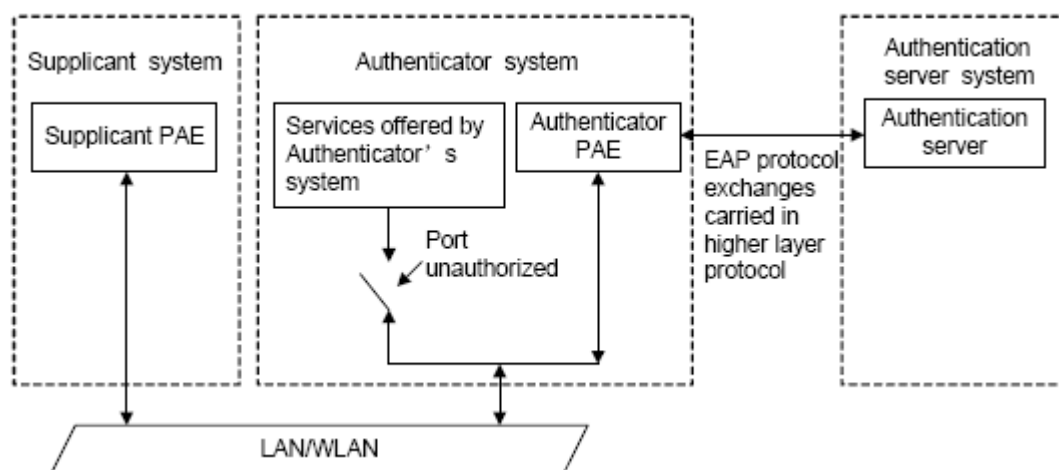 Supplicant system
Supplicant PAE
Authenticator system
Services offered by
Authenticator's
system
Authenticator
PAE
Port
unauthorized
EAP protocol
exchanges
carried in
higher layer
protocol
Authentication
server system
Authentication
server
LAN/WLAN